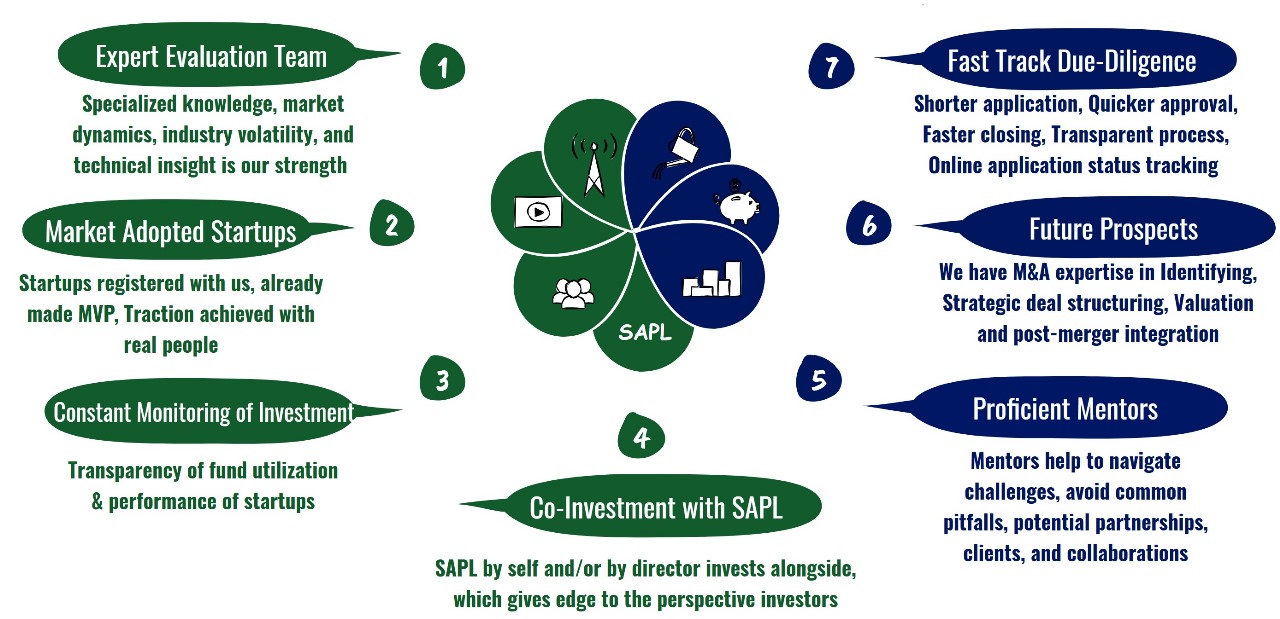 1
Expert Evaluation Team
Specialized knowledge, market
dynamics, industry volatility, and
technical insight is our strength
2
Market Adopted Startups
Startups registered with us, already
made MVP, Traction achieved with
real people
3
Constant Monitoring of Investment
Transparency of fund utilization
& performance of startups
SAPL
4
Co-Investment with SAPL
SAPL by self and/or by director invests alongside,
which gives edge to the perspective investors
5
Proficient Mentors
Mentors help to navigate
challenges, avoid common
pitfalls, potential partnerships,
clients, and collaborations
6
Future Prospects
We have M&A expertise in Identifying,
Strategic deal structuring, Valuation
and post-merger integration
7
Fast Track Due-Diligence
Shorter application, Quicker approval,
Faster closing, Transparent process,
Online application status tracking